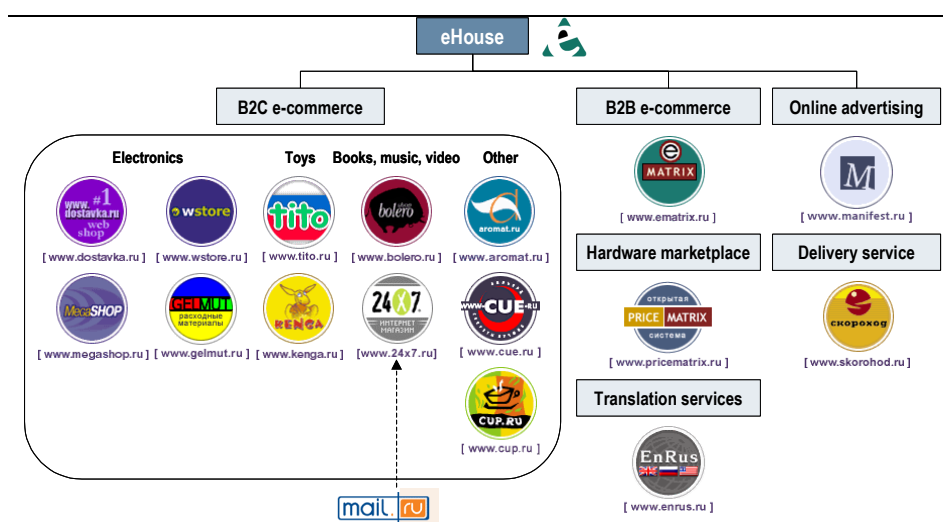 eHouse
e
B2C e-commerce
B2B e-commerce
Online advertising
Electronics
Toys
Books, music, video
Other
www. #1
dostavka.ru
web
shop
[ www.dostavka.ru ]
wstore
[ www.wstore.ru ]
tito
[ www.tito.ru ]
bolero
[ www.bolero.ru ]
aromat.ru
[ www.aromat.ru ]
e
MATRIX
[ www.ematrix.ru ]
M
[ www.manifest.ru ]
Hardware marketplace
Delivery service
MegaSHOP
[ www.megashop.ru ]
GELMUT
расходные
материалы
[ www.gelmut.ru ]
KENGA
[ www.kenga.ru ]
24X7
ИНТЕРНЕТ
МАГАЗИН
[www.24x7.ru]
WWW.CUE.RU
[ www.cue.ru ]
открытая
PRICE MATRIX
система
[ www.pricematrix.ru ]
СКОРОХОД
[ www.skorohod.ru ]
Translation services
CUP.RU
[ www.cup.ru ]
EnRus
[ www.enrus.ru ]
mail.ru